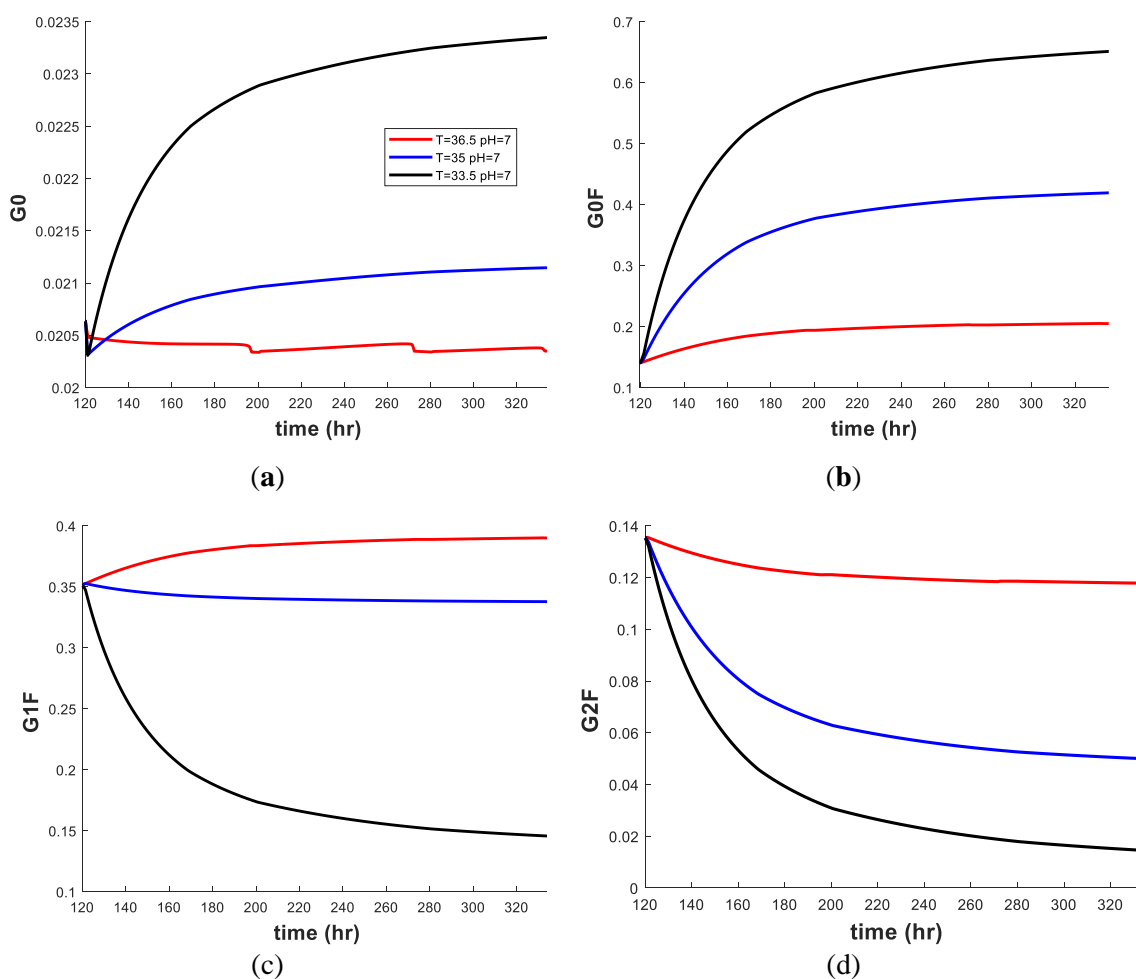 0.0235
0.023
0.0225
0.022
0.0215
0.021
0.0205
0.02
G0
120 140 160 180 200 220 240 260 280 300 320
time (hr)
T=36.5 pH=7
T=35 pH=7
T=33.5 pH=7
(a)
0.7
0.6
0.5
0.4
0.3
0.2
0.1
G0F
120 140 160 180 200 220 240 260 280 300 320
time (hr)
(b)
0.4
0.35
0.3
0.25
0.2
0.15
0.1
G1F
120 140 160 180 200 220 240 260 280 300 320
time (hr)
(c)
0.14
0.12
0.1
0.08
0.06
0.04
0.02
0
G2F
120 140 160 180 200 220 240 260 280 300 320
time (hr)
(d)